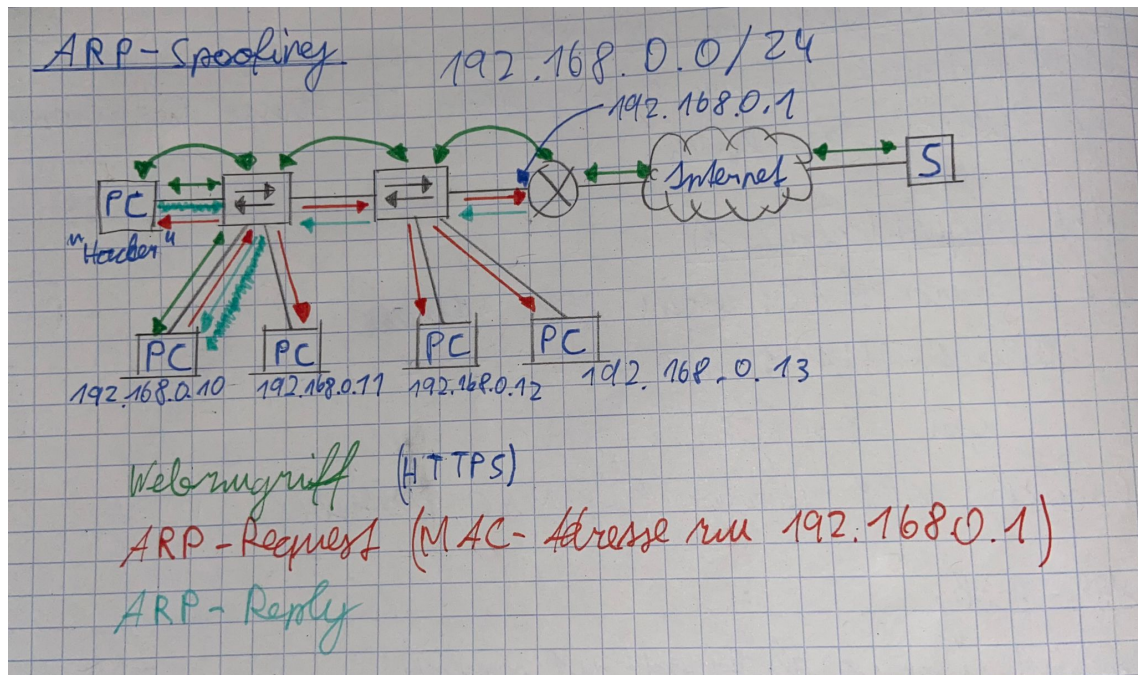 ARP-Spoofing
192.168.0.0/24
192.168.0.1
PC
Internet
S
"Hacker"
PC
PC
PC
PC
192.168.0.10
192.168.0.11
192.168.0.12
192.168.0.13
Webzugriff (HTTPS)
ARP-Request (MAC-Adresse zu 192.168.0.1)
ARP-Reply